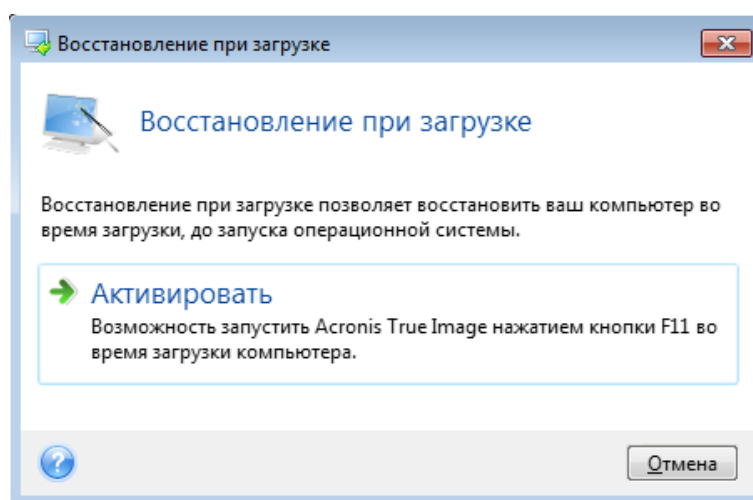 Восстановление при загрузке
Восстановление при загрузке
Восстановление при загрузке позволяет восстановить ваш компьютер во
время загрузки, до запуска операционной системы.
Активировать
Возможность запустить Acronis True Image нажатием кнопки F11 во
время загрузки компьютера.
?
Отмена